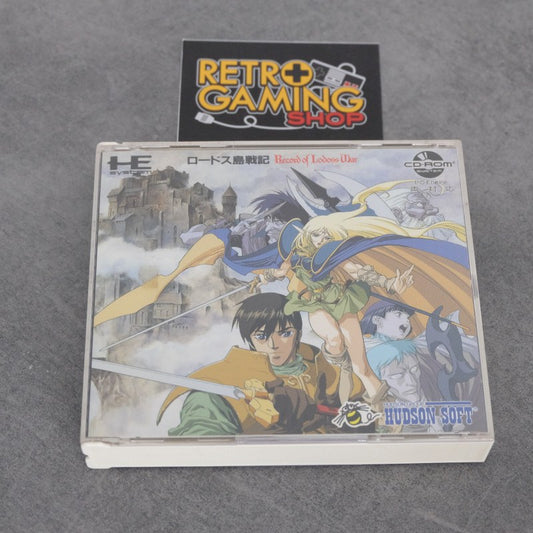 RETRO
GAMING
SHOP
HE
SYSTEM
ロードス島戦記 Record of Lodoss War
CD-ROM²
HUDSON SOFT